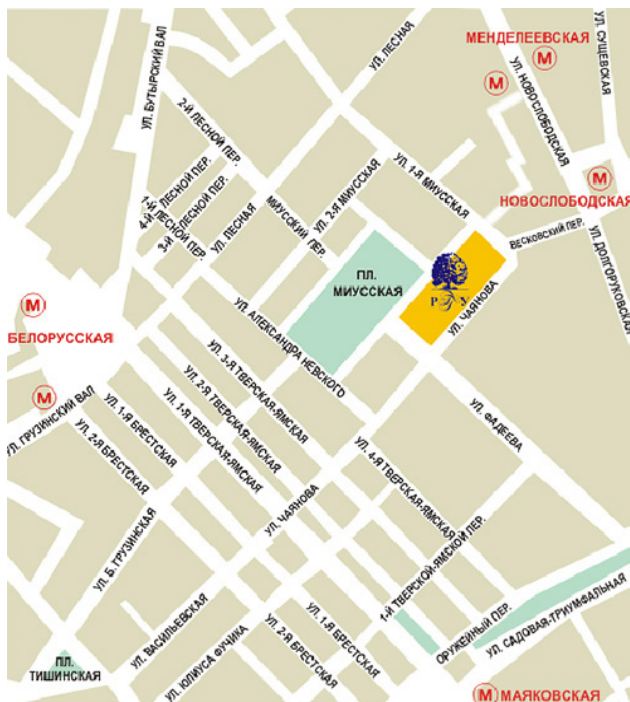 МЕНДЕЛЕЕВСКАЯ
М
М
УЛ. СУЩЕВСКАЯ
УЛ. ЛЕСНАЯ
УЛ. БУТЫРСКИЙ ВАЛ
УЛ. НОВОСЛОБОДСКАЯ
2-Й ЛЕСНОЙ ПЕР.
УЛ. 1-Я МИУССКАЯ
УЛ. 2-Я МИУССКАЯ
М
НОВОСЛОБОДСКАЯ
4-Й ЛЕСНОЙ ПЕР.
3-Й ЛЕСНОЙ ПЕР.
1-Й ЛЕСНОЙ ПЕР.
УЛ. ЛЕСНАЯ
МИУССКИЙ ПЕР.
ВЕСКОВСКИЙ ПЕР.
УЛ. ДОЛГОРУКОВСКАЯ
ПЛ.
МИУССКАЯ
Р У
УЛ. ЧАЯНОВА
М
БЕЛОРУССКАЯ
М
УЛ. АЛЕКСАНДРА НЕВСКОГО
УЛ. 3-Я ТВЕРСКАЯ-ЯМСКАЯ
УЛ. 2-Я ТВЕРСКАЯ-ЯМСКАЯ
УЛ. 1-Я ТВЕРСКАЯ-ЯМСКАЯ
УЛ. ГРУЗИНСКИЙ ВАЛ
УЛ. 1-Я БРЕСТСКАЯ
УЛ. 2-Я БРЕСТСКАЯ
УЛ. ФАДЕЕВА
УЛ. 4-Я ТВЕРСКАЯ-ЯМСКАЯ
УЛ. ЧАЯНОВА
УЛ. Б. ГРУЗИНСКАЯ
1-Й ТВЕРСКОЙ-ЯМСКОЙ ПЕР.
УЛ. ВАСИЛЬЕВСКАЯ
УЛ. ЮЛИУСА ФУЧИКА
УЛ. 1-Я БРЕСТСКАЯ
УЛ. 2-Я БРЕСТСКАЯ
ОРУЖЕЙНЫЙ ПЕР.
УЛ. САДОВАЯ-ТРИУМФАЛЬНАЯ
ПЛ.
ТИШИНСКАЯ
М МАЯКОВСКАЯ